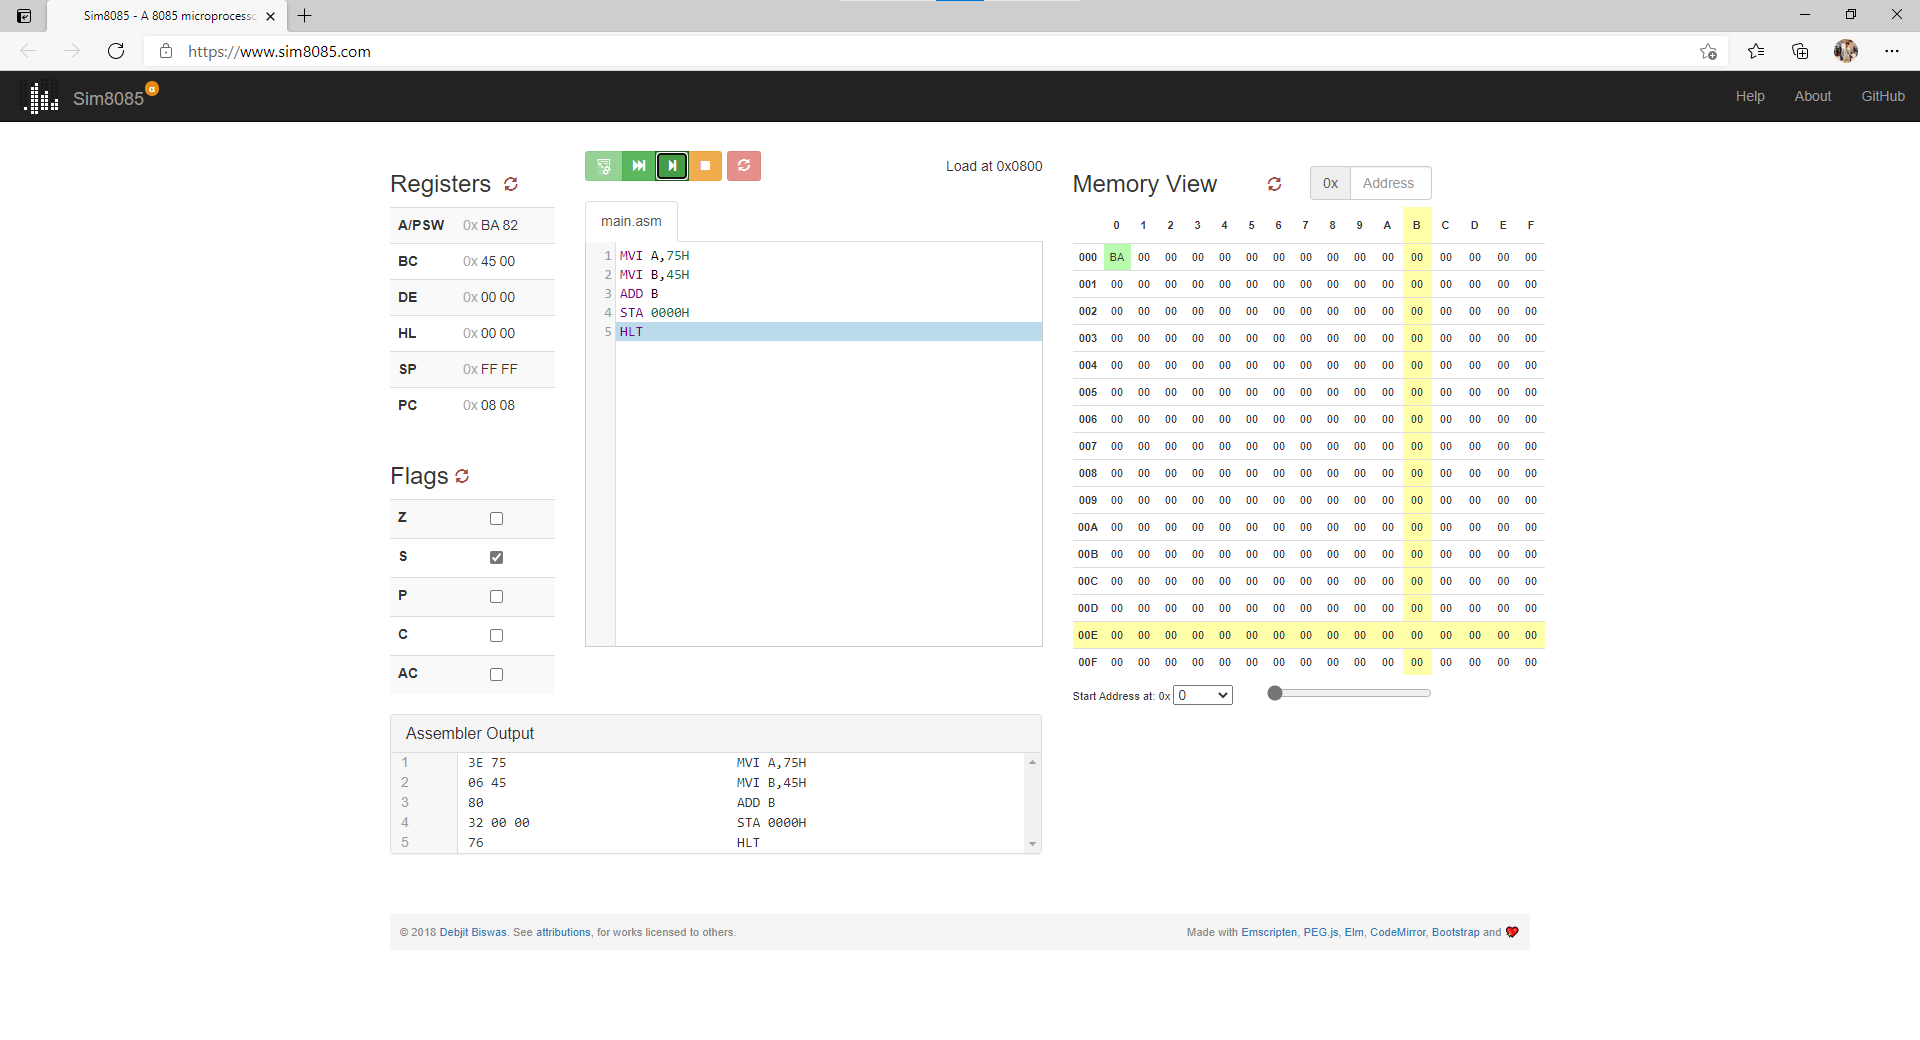 Sim8085 - A 8085 microprocesso
https://www.sim8085.com
Sim8085 α
Help About GitHub
Registers
A/PSW 0x BA 82
BC 0x 45 00
DE 0x 00 00
HL 0x 00 00
SP 0x FF FF
PC 0x 08 08
Flags
Z
S
P
C
AC
Load at 0x0800
main.asm
1 MVI A,75H
2 MVI B,45H
3 ADD B
4 STA 0000H
5 HLT
Assembler Output
1 3E 75 MVI A,75H
2 06 45 MVI B,45H
3 80 ADD B
4 32 00 00 STA 0000H
5 76 HLT
Memory View 0x Address
0 1 2 3 4 5 6 7 8 9 A B C D E F
000 BA 00 00 00 00 00 00 00 00 00 00 00 00 00 00 00
001 00 00 00 00 00 00 00 00 00 00 00 00 00 00 00 00
002 00 00 00 00 00 00 00 00 00 00 00 00 00 00 00 00
003 00 00 00 00 00 00 00 00 00 00 00 00 00 00 00 00
004 00 00 00 00 00 00 00 00 00 00 00 00 00 00 00 00
005 00 00 00 00 00 00 00 00 00 00 00 00 00 00 00 00
006 00 00 00 00 00 00 00 00 00 00 00 00 00 00 00 00
007 00 00 00 00 00 00 00 00 00 00 00 00 00 00 00 00
008 00 00 00 00 00 00 00 00 00 00 00 00 00 00 00 00
009 00 00 00 00 00 00 00 00 00 00 00 00 00 00 00 00
00A 00 00 00 00 00 00 00 00 00 00 00 00 00 00 00 00
00B 00 00 00 00 00 00 00 00 00 00 00 00 00 00 00 00
00C 00 00 00 00 00 00 00 00 00 00 00 00 00 00 00 00
00D 00 00 00 00 00 00 00 00 00 00 00 00 00 00 00 00
00E 00 00 00 00 00 00 00 00 00 00 00 00 00 00 00 00
00F 00 00 00 00 00 00 00 00 00 00 00 00 00 00 00 00
Start Address at: 0x 0
© 2018 Debjit Biswas. See attributions, for works licensed to others.
Made with Emscripten, PEG.js, Elm, CodeMirror, Bootstrap and